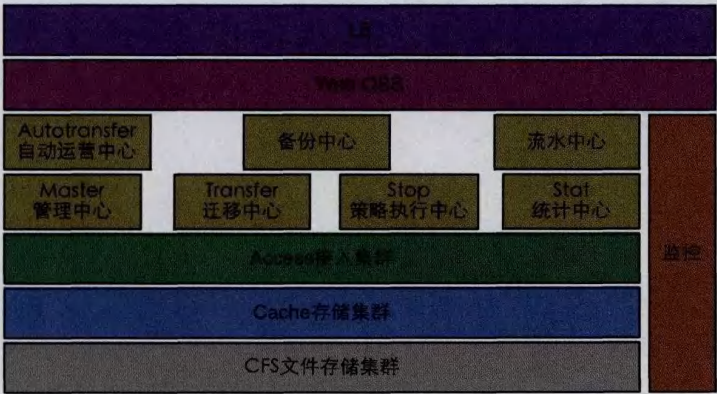 Autotransfer
自动运营中心
备份中心
流水中心
Master
管理中心
Transfer
迁移中心
Stop
策略执行中心
Stat
统计中心
监控
Access接入集群
Cache存储集群
CFS文件存储集群